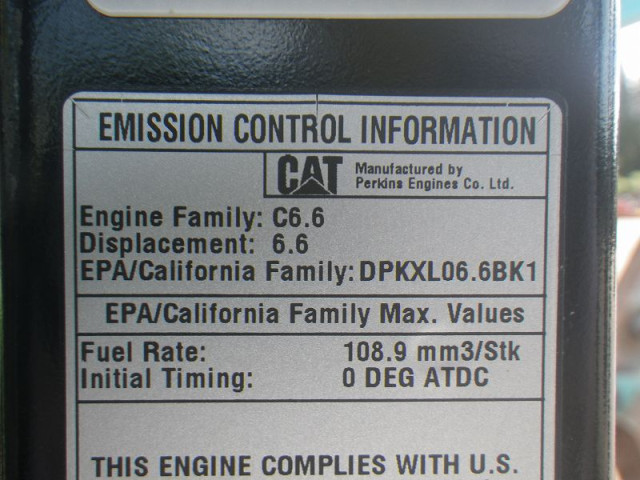 EMISSION CONTROL INFORMATION
CAT Manufactured by
Perkins Engines Co. Ltd.
Engine Family: C6.6
Displacement: 6.6
EPA/California Family: DPKXL06.6BK1
EPA/California Family Max. Values
Fuel Rate: 108.9 mm3/Stk
Initial Timing: 0 DEG ATDC
THIS ENGINE COMPLIES WITH U.S.